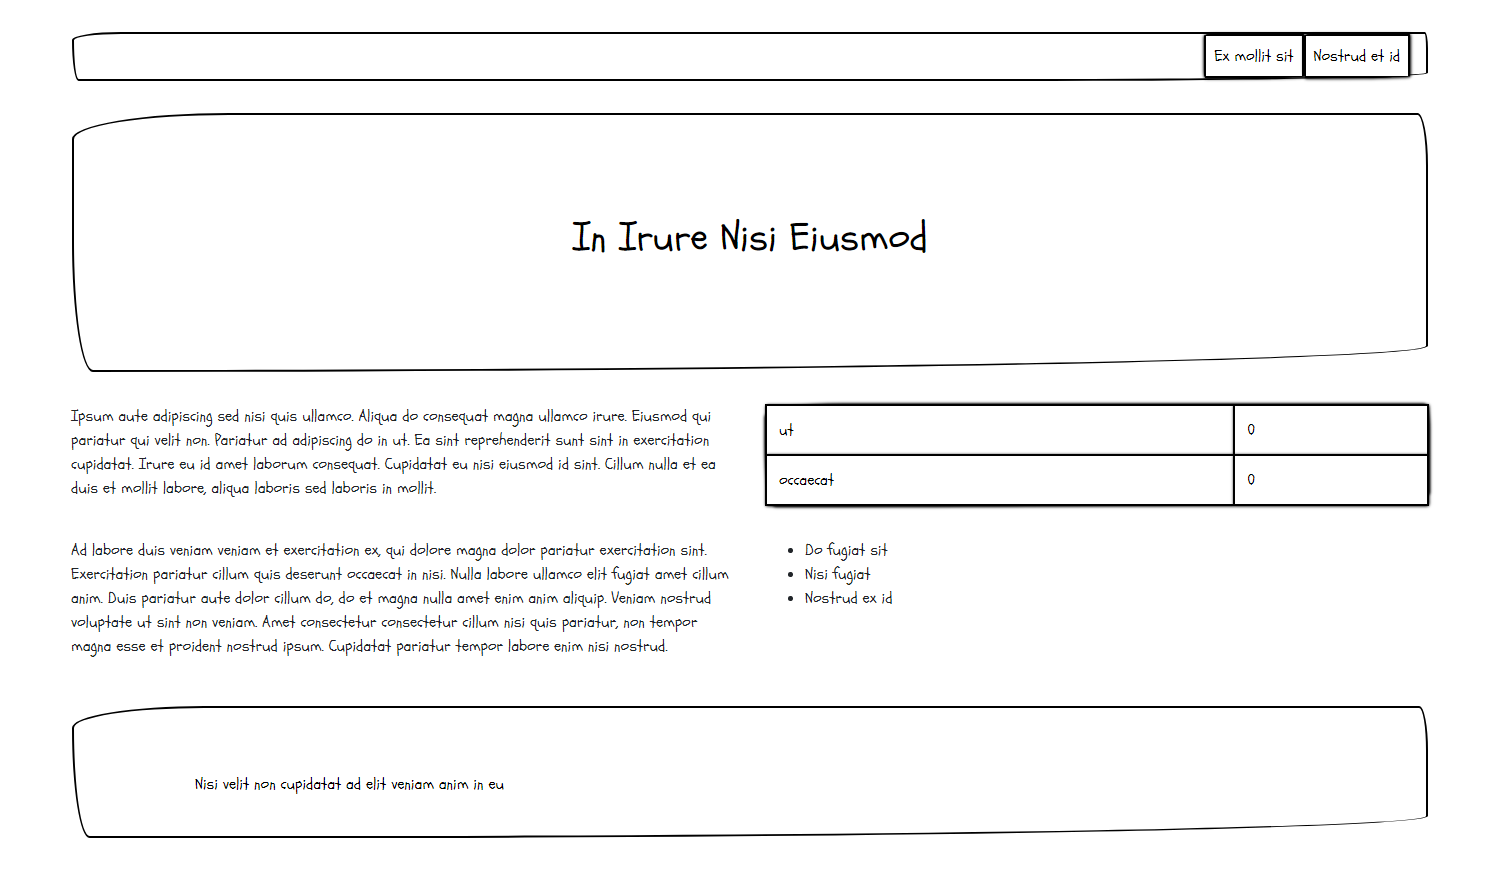 Ex mollit sit
Nostrud et id
In Irure Nisi Eiusmod
Ipsum aute adipiscing sed nisi quis ullamco. Aliqua do consequat magna ullamco irure. Eiusmod qui
pariatur qui velit non. Pariatur ad adipiscing do in ut. Ea sint reprehenderit sunt sint in exercitation
cupidatat. Irure eu id amet laborum consequat. Cupidatat eu nisi eiusmod id sint. Cillum nulla et ea
duis et mollit labore, aliqua laboris sed laboris in mollit.
ut
0
occaecat
0
Ad labore duis veniam veniam et exercitation ex, qui dolore magna dolor pariatur exercitation sint.
Exercitation pariatur cillum quis deserunt occaecat in nisi. Nulla labore ullamco elit fugiat amet cillum
anim. Duis pariatur aute dolor cillum do, do et magna nulla amet enim anim aliquip. Veniam nostrud
voluptate ut sint non veniam. Amet consectetur consectetur cillum nisi quis pariatur, non tempor
magna esse et proident nostrud ipsum. Cupidatat pariatur tempor labore enim nisi nostrud.
Do fugiat sit
Nisi fugiat
Nostrud ex id
Nisi velit non cupidatat ad elit veniam anim in eu